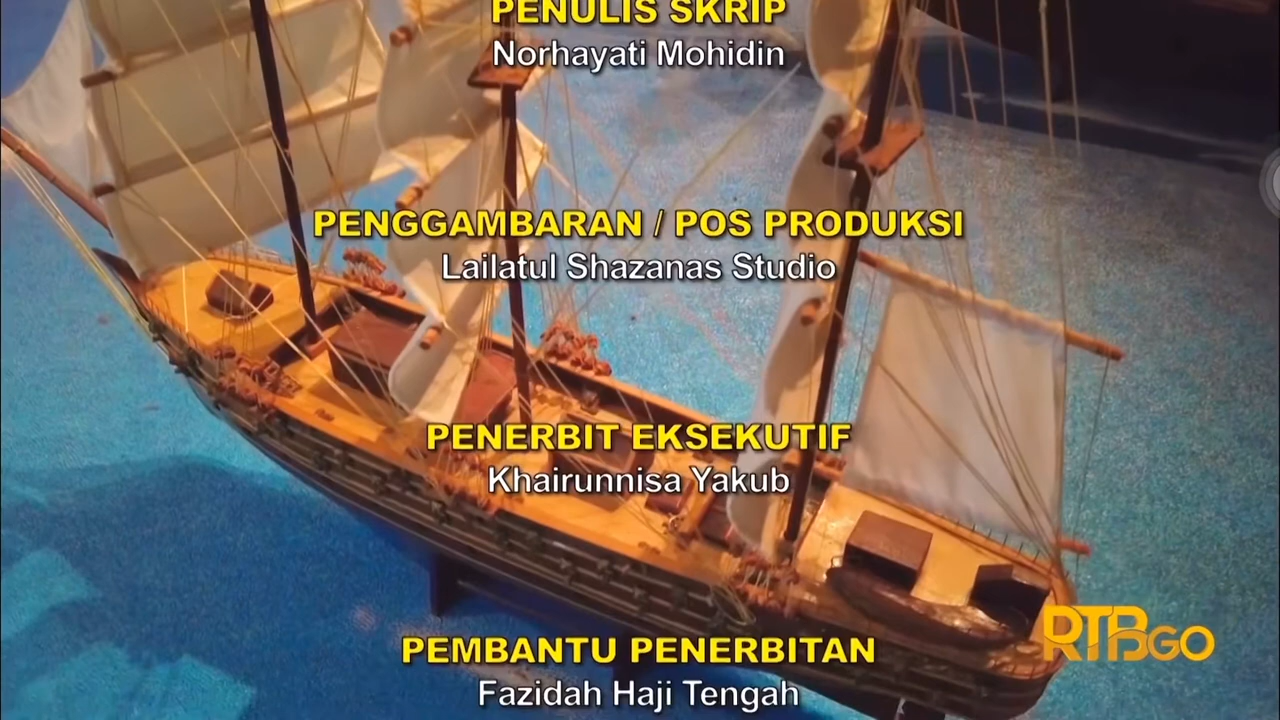 PENULIS SKRIP
Norhayati Mohidin
PENGGAMBARAN / POS PRODUKSI
Lailatul Shazanas Studio
PENERBIT EKSEKUTIF
Khairunnisa Yakub
PEMBANTU PENERBITAN
Fazidah Haji Tengah
RTBGO